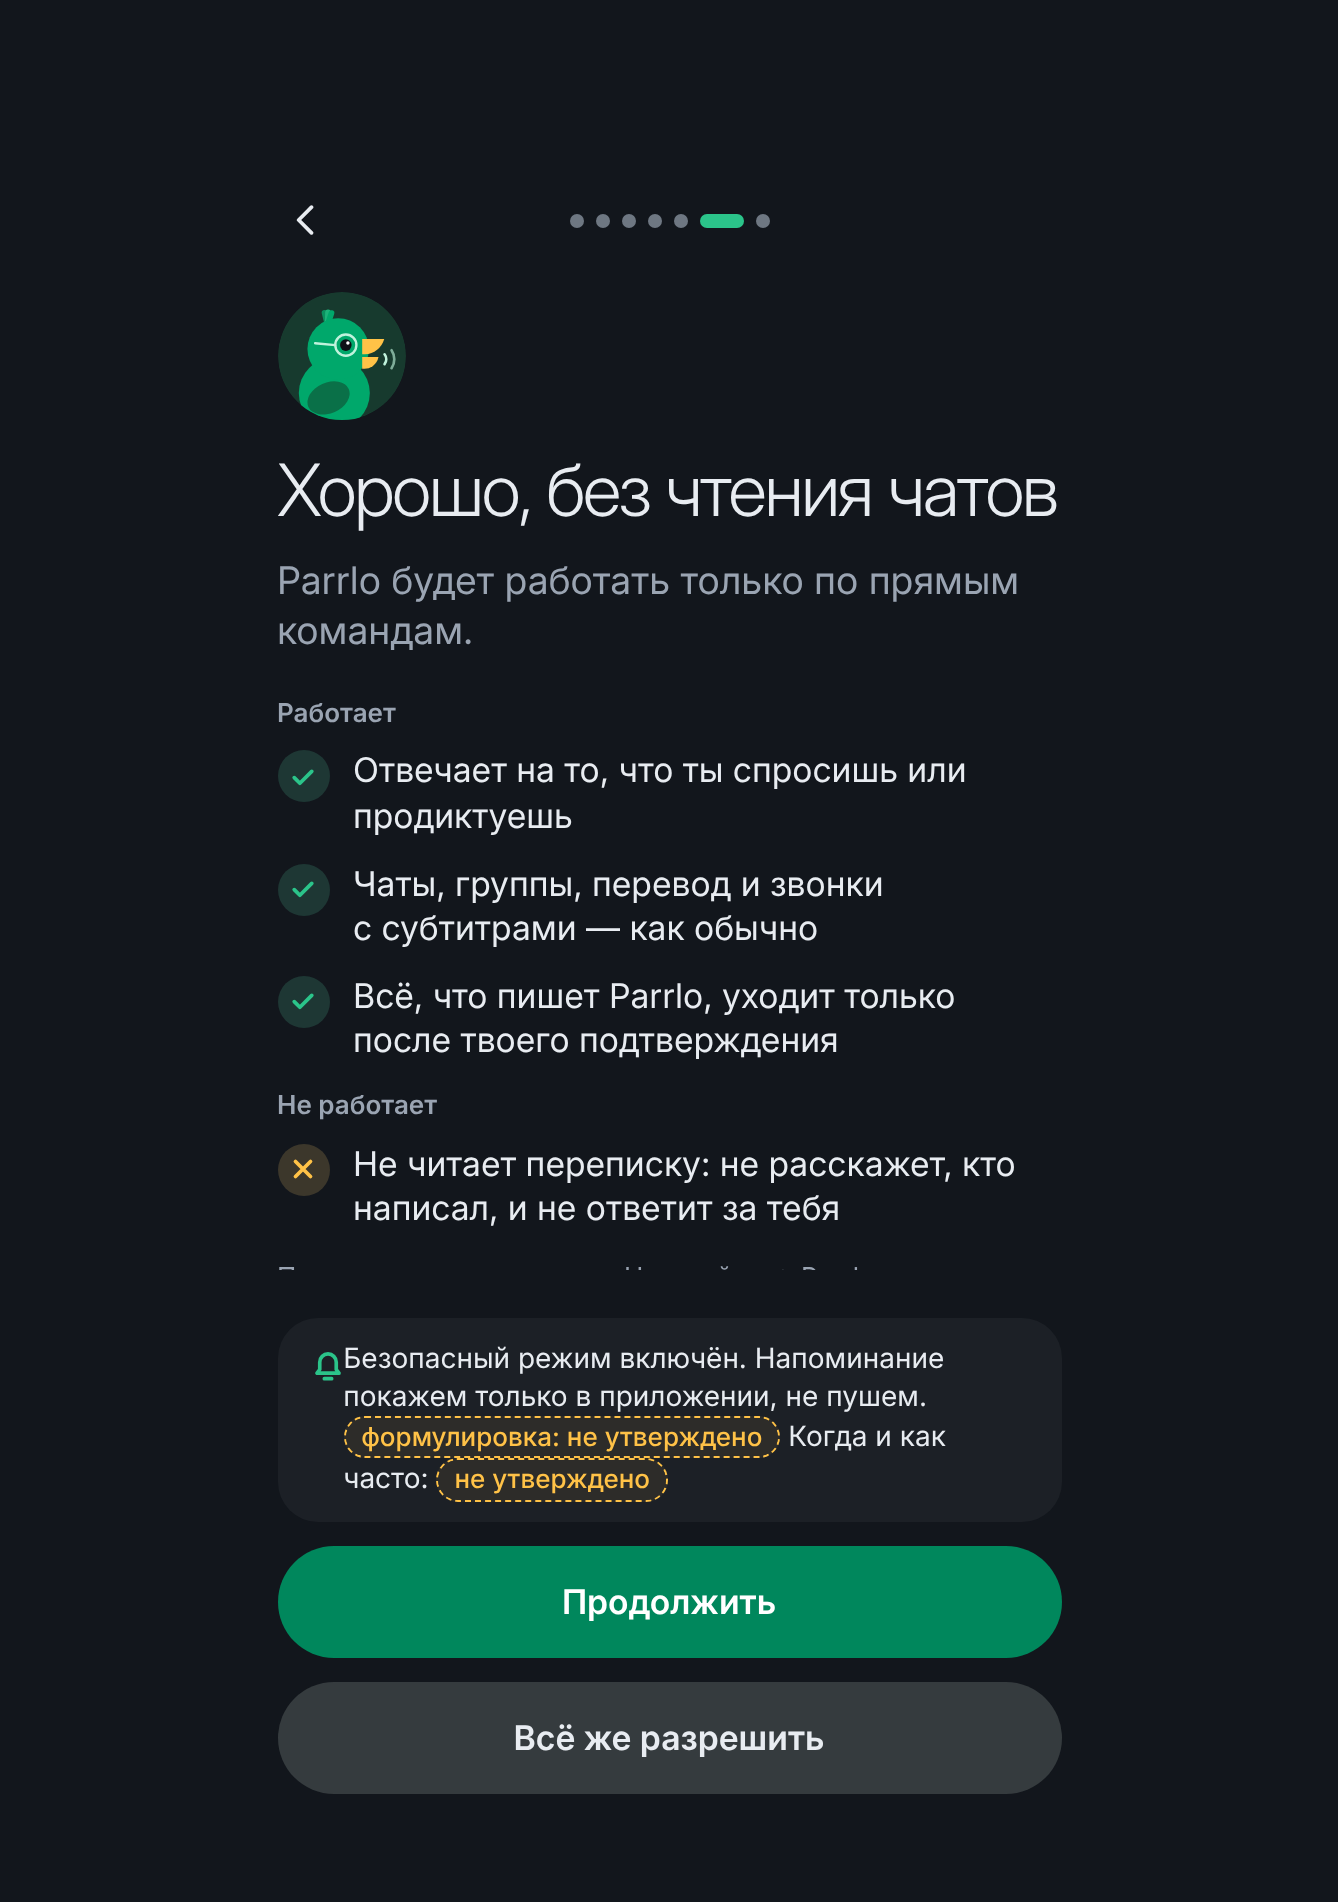 Хорошо, без чтения чатов
Parrlo будет работать только по прямым
командам.
Работает
Отвечает на то, что ты спросишь или
продиктуешь
Чаты, группы, перевод и звонки
с субтитрами — как обычно
Всё, что пишет Parrlo, уходит только
после твоего подтверждения
Не работает
Не читает переписку: не расскажет, кто
написал, и не ответит за тебя
Безопасный режим включён. Напоминание
покажем только в приложении, не пушем.
формулировка: не утверждено Когда и как
часто: не утверждено
Продолжить
Всё же разрешить